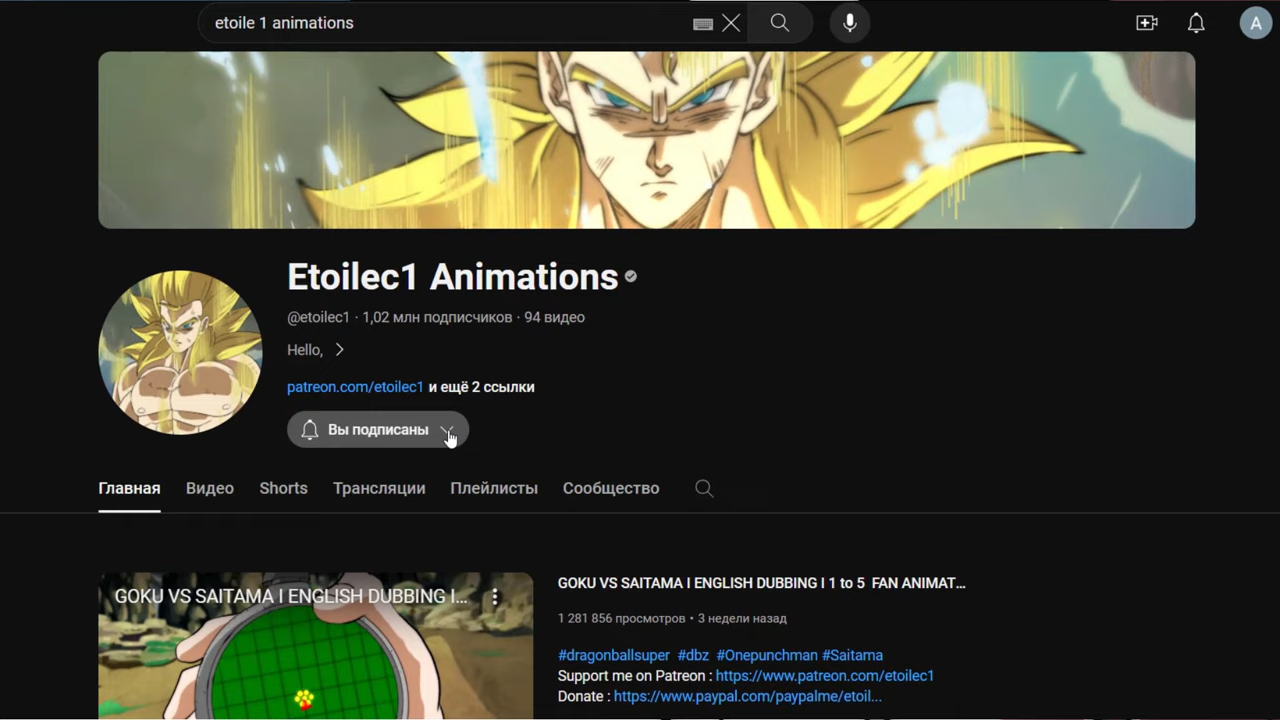 etoile 1 animations
A
Etoilec1 Animations
@etoilec1 · 1,02 млн подписчиков · 94 видео
Hello,
patreon.com/etoilec1 и ещё 2 ссылки
Вы подписаны
Главная Видео Shorts Трансляции Плейлисты Сообщество
GOKU VS SAITAMA I ENGLISH DUBBING I...
GOKU VS SAITAMA I ENGLISH DUBBING I 1 to 5 FAN ANIMAT...
1 281 856 просмотров • 3 недели назад
#dragonballsuper #dbz #Onepunchman #Saitama
Support me on Patreon : https://www.patreon.com/etoilec1
Donate : https://www.paypal.com/paypalme/etoil...